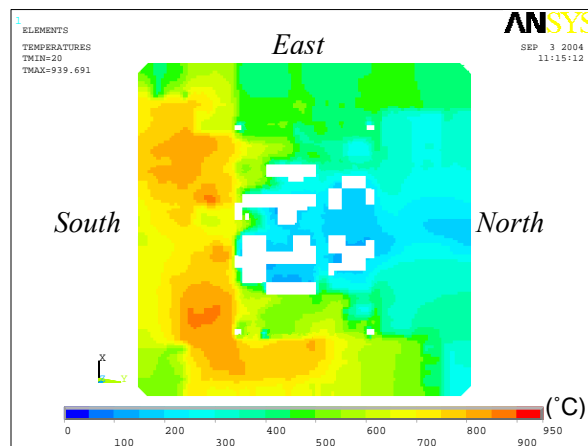 1
ELEMENTS
TEMPERATURES
TMIN=20
TMAX=939.691
ANSYS
SEP 3 2004
11:15:12
East
South
North
X
Z Y
(°C)
0 200 400 600 800 950
100 300 500 700 900